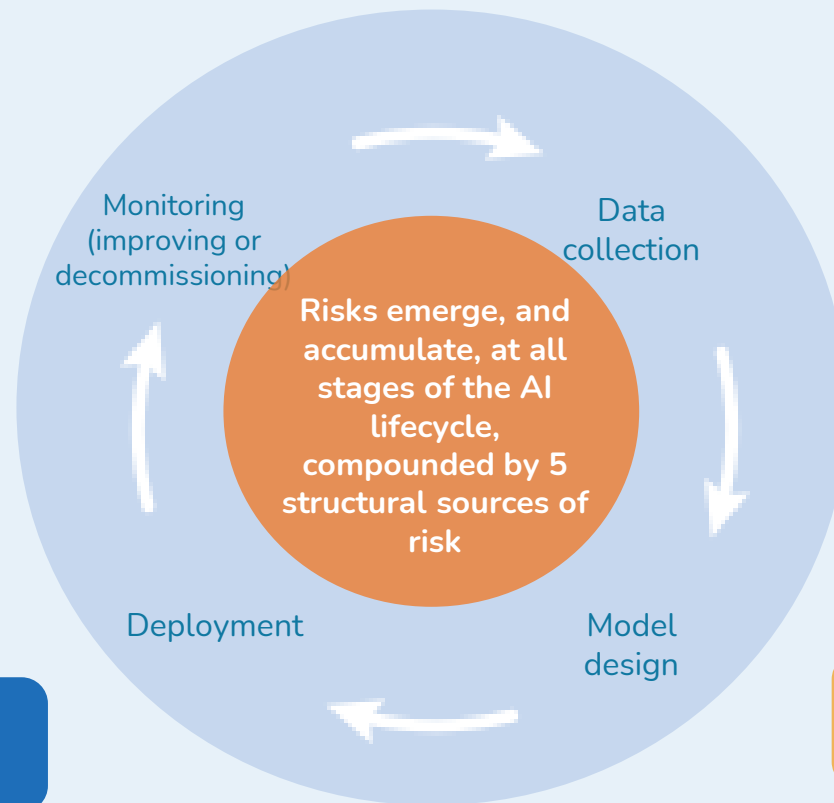 Monitoring
(improving or
decommissioning)
Data
collection
Risks emerge, and
accumulate, at all
stages of the AI
lifecycle,
compounded by 5
structural sources of
risk
Deployment
Model
design